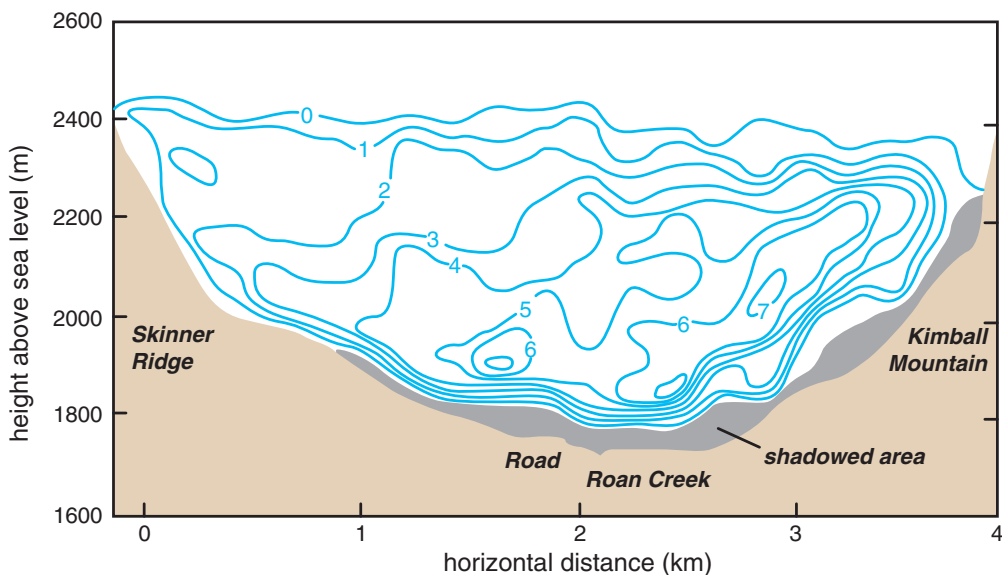 2600
2400
2200
2000
1800
1600
height above sea level (m)
0
1
2
3
4
5
6
6
7
Skinner
Ridge
Kimball
Mountain
Road
Roan Creek
shadowed area
0
1
2
3
4
horizontal distance (km)